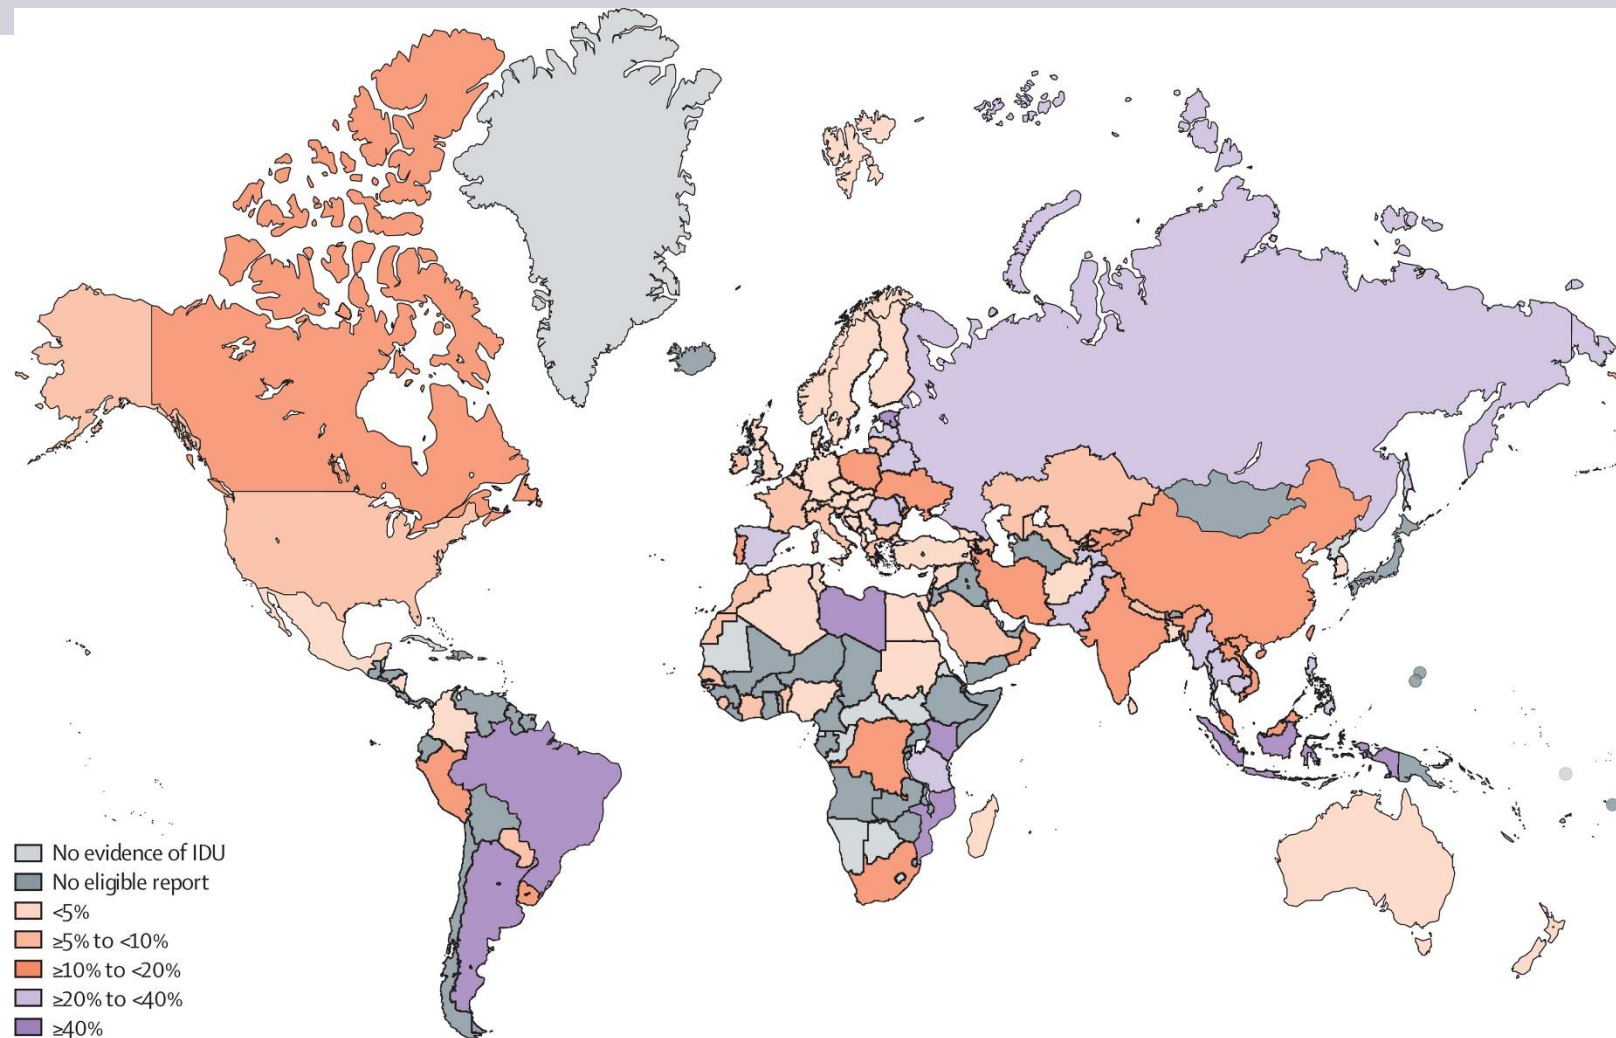 No evidence of IDU
No eligible report
<5%
≥5% to <10%
≥10% to <20%
≥20% to <40%
≥40%